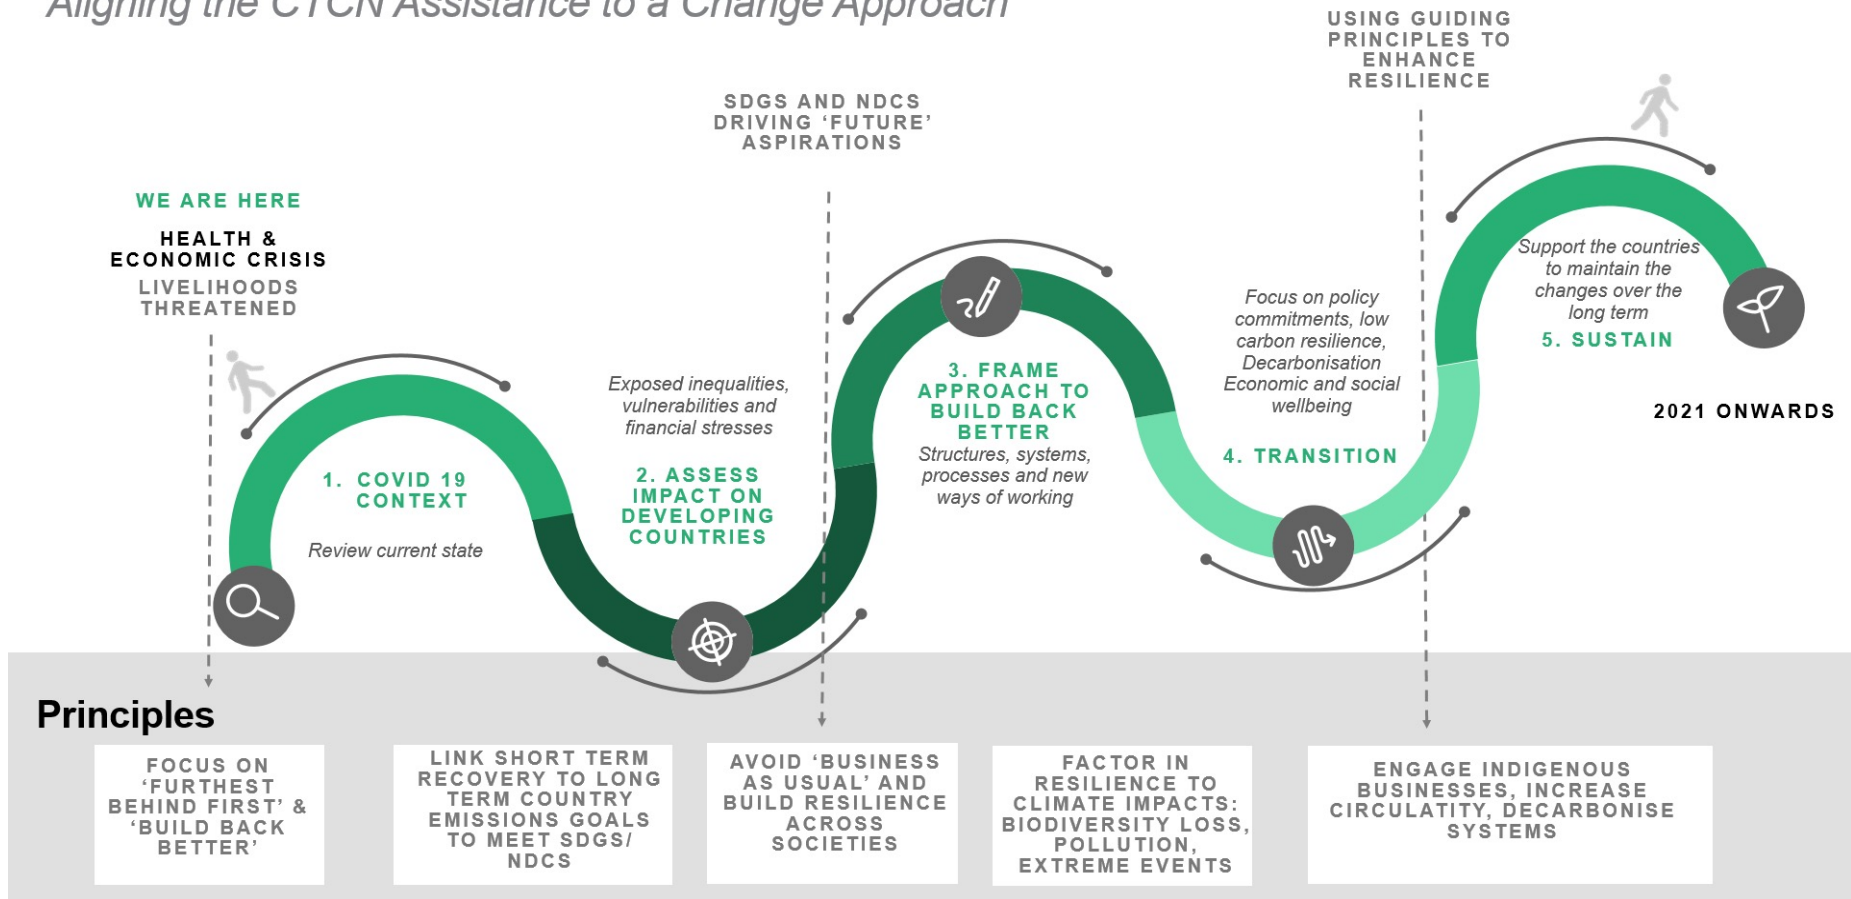 Aligning the CTCN Assistance to a Change Approach
USING GUIDING
PRINCIPLES TO
ENHANCE
RESILIENCE
SDGS AND NDCS
DRIVING ‘FUTURE’
ASPIRATIONS
WE ARE HERE
HEALTH &
ECONOMIC CRISIS
LIVELIHOODS
THREATENED
1. COVID 19
CONTEXT
Review current state
Exposed inequalities,
vulnerabilities and
financial stresses
2. ASSESS
IMPACT ON
DEVELOPING
COUNTRIES
3. FRAME
APPROACH TO
BUILD BACK
BETTER
Structures, systems,
processes and new
ways of working
Focus on policy
commitments, low
carbon resilience,
Decarbonisation
Economic and social
wellbeing
4. TRANSITION
Support the countries
to maintain the
changes over the
long term
5. SUSTAIN
2021 ONWARDS
Principles
FOCUS ON
‘FURTHEST
BEHIND FIRST’ &
‘BUILD BACK
BETTER’
LINK SHORT TERM
RECOVERY TO LONG
TERM COUNTRY
EMISSIONS GOALS
TO MEET SDGS/
NDCS
AVOID ‘BUSINESS
AS USUAL’ AND
BUILD RESILIENCE
ACROSS
SOCIETIES
FACTOR IN
RESILIENCE TO
CLIMATE IMPACTS:
BIODIVERSITY LOSS,
POLLUTION,
EXTREME EVENTS
ENGAGE INDIGENOUS
BUSINESSES, INCREASE
CIRCULATITY, DECARBONISE
SYSTEMS